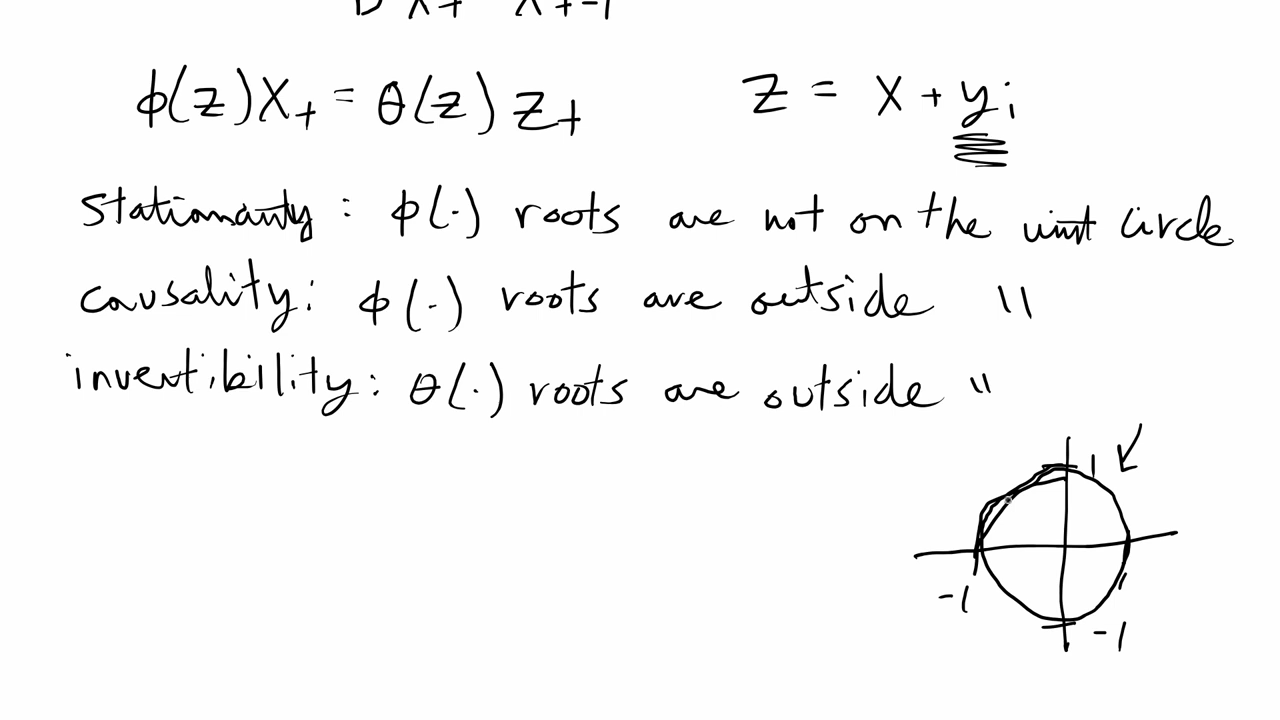 ϕ(z)X_t = θ(z)Z_t    z = x + yi
Stationarity : ϕ(·) roots are not on the unit circle
causality : ϕ(·) roots are outside "
invertibility : θ(·) roots are outside "
1
-1
1
-1